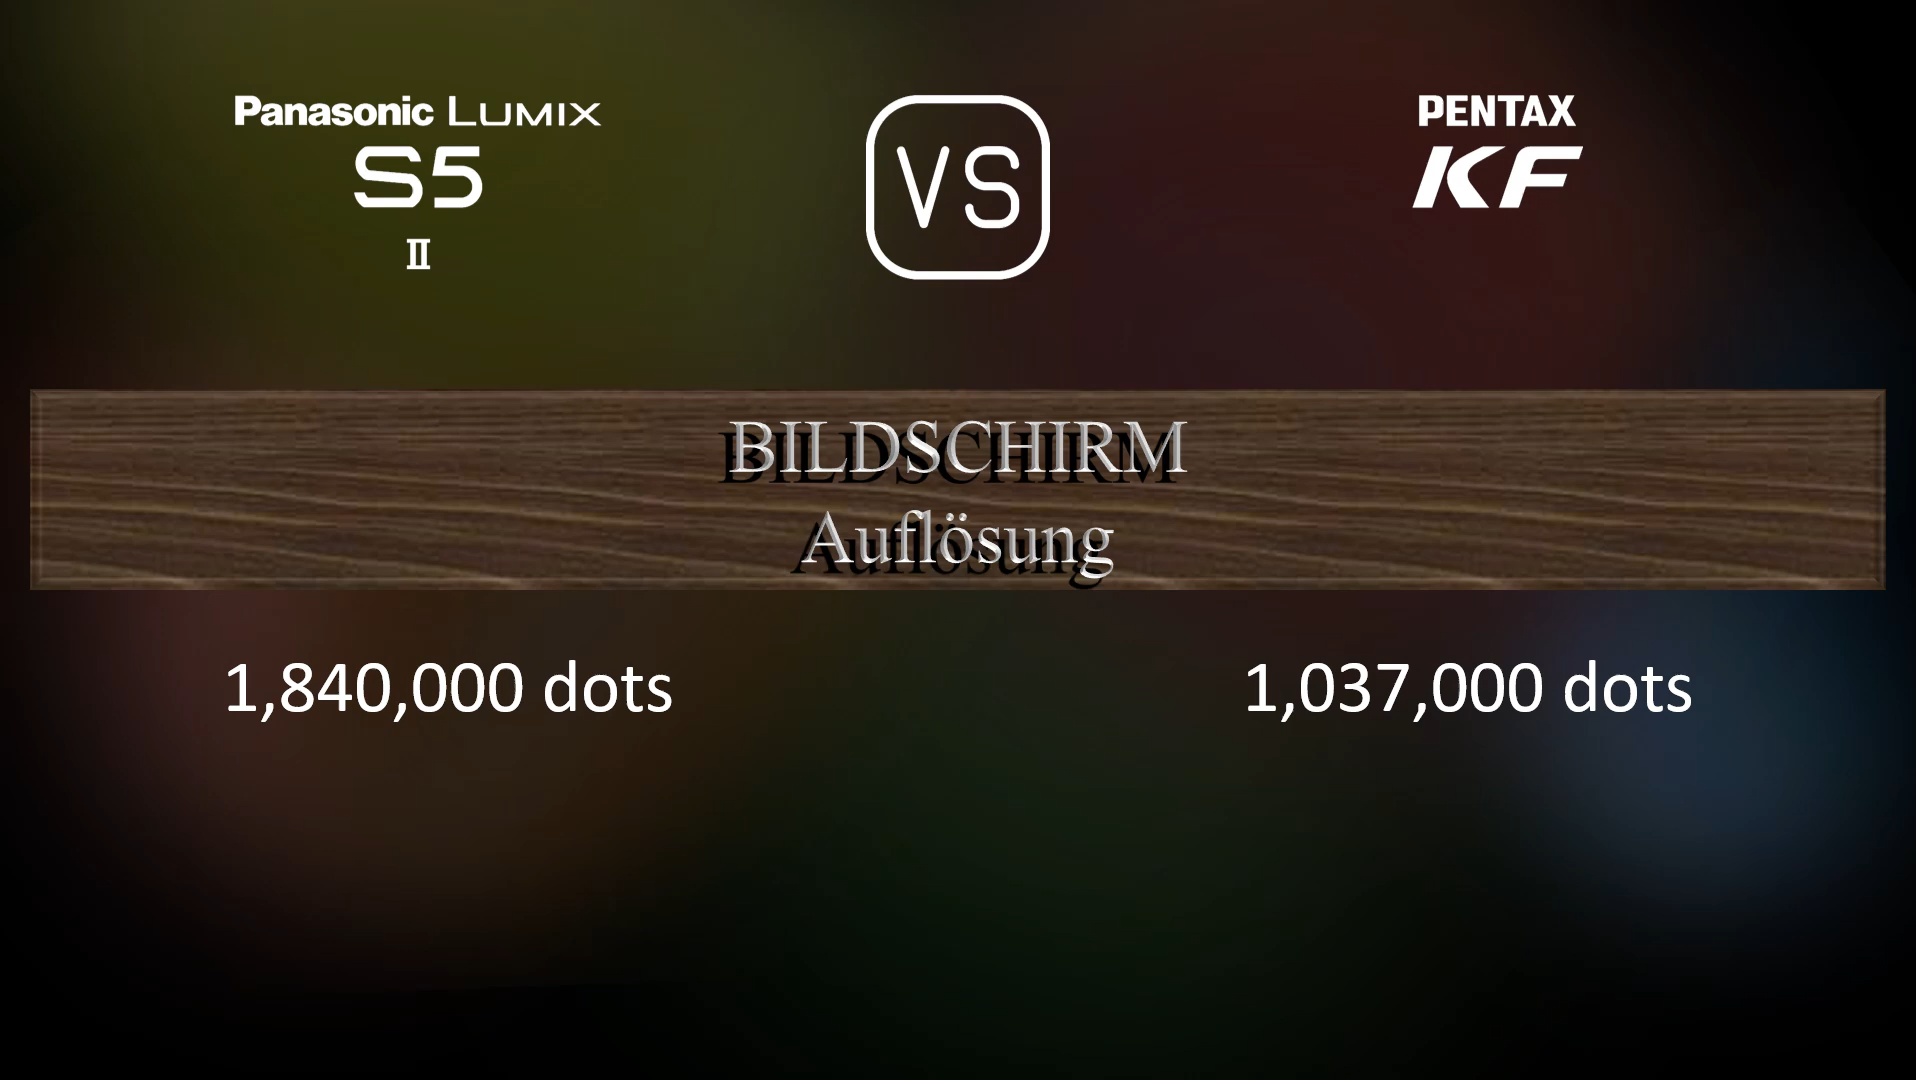 Panasonic LUMIX
S5
II
VS
PENTAX
KF
BILDSCHIRM
Auflösung
1,840,000 dots
1,037,000 dots